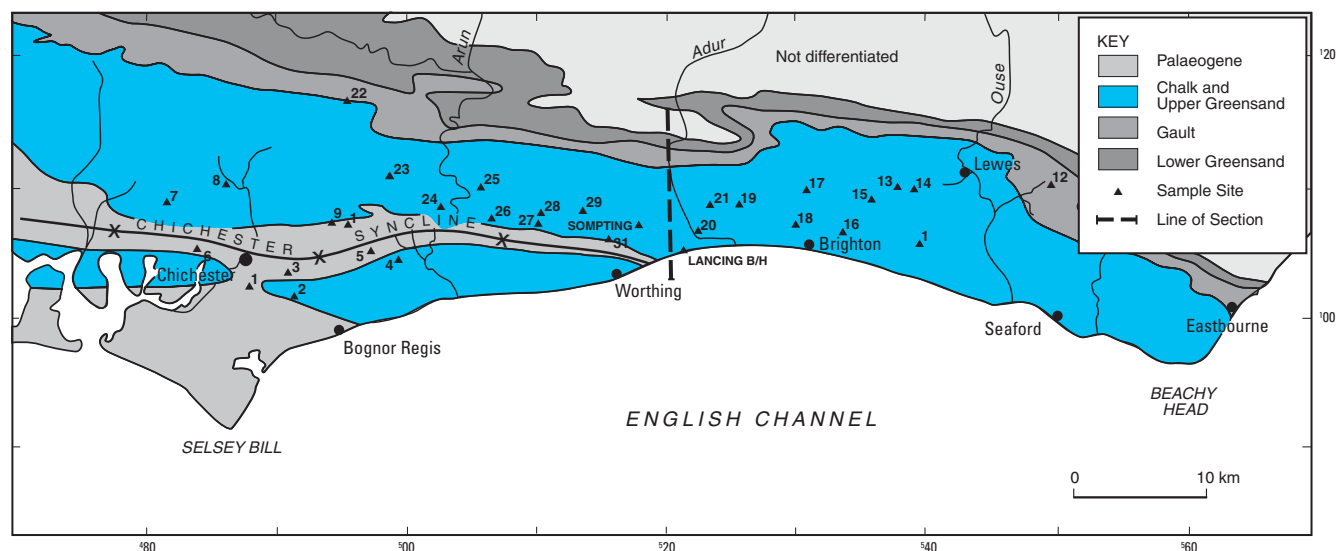 Arun
Adur
Not differentiated
Ouse
KEY
Palaeogene
Chalk and
Upper Greensand
Gault
Lower Greensand
Sample Site
Line of Section
¹20
22
8
7
23
25
24
26
28
27
29
9
1
SOMPTING
31
21
19
20
17
18
15
13
14
16
1
Lewes
12
CHICHESTER SYNCLINE
X
X
X
6
Chichester
5
4
3
1
2
LANCING B/H
Brighton
Worthing
Bognor Regis
Seaford
Eastbourne
¹00
SELSEY BILL
ENGLISH CHANNEL
BEACHY
HEAD
0 10 km
⁴80
⁵00
⁵10
⁵20
⁵30
⁵40
⁵50
⁵60